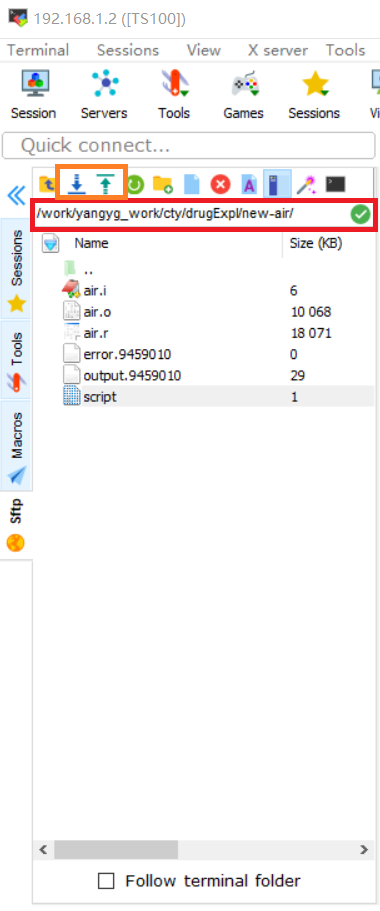 192.168.1.2 ([TS100])
Terminal Sessions View X server Tools
Session Servers Tools Games Sessions Vi
Quick connect...
/work/yangyg_work/cty/drugExpl/new-air/
Name Size (KB)
..
air.i 6
air.o 10 068
air.r 18 071
error.9459010 0
output.9459010 29
script 1
Sessions
Tools
Macros
Sftp
Follow terminal folder